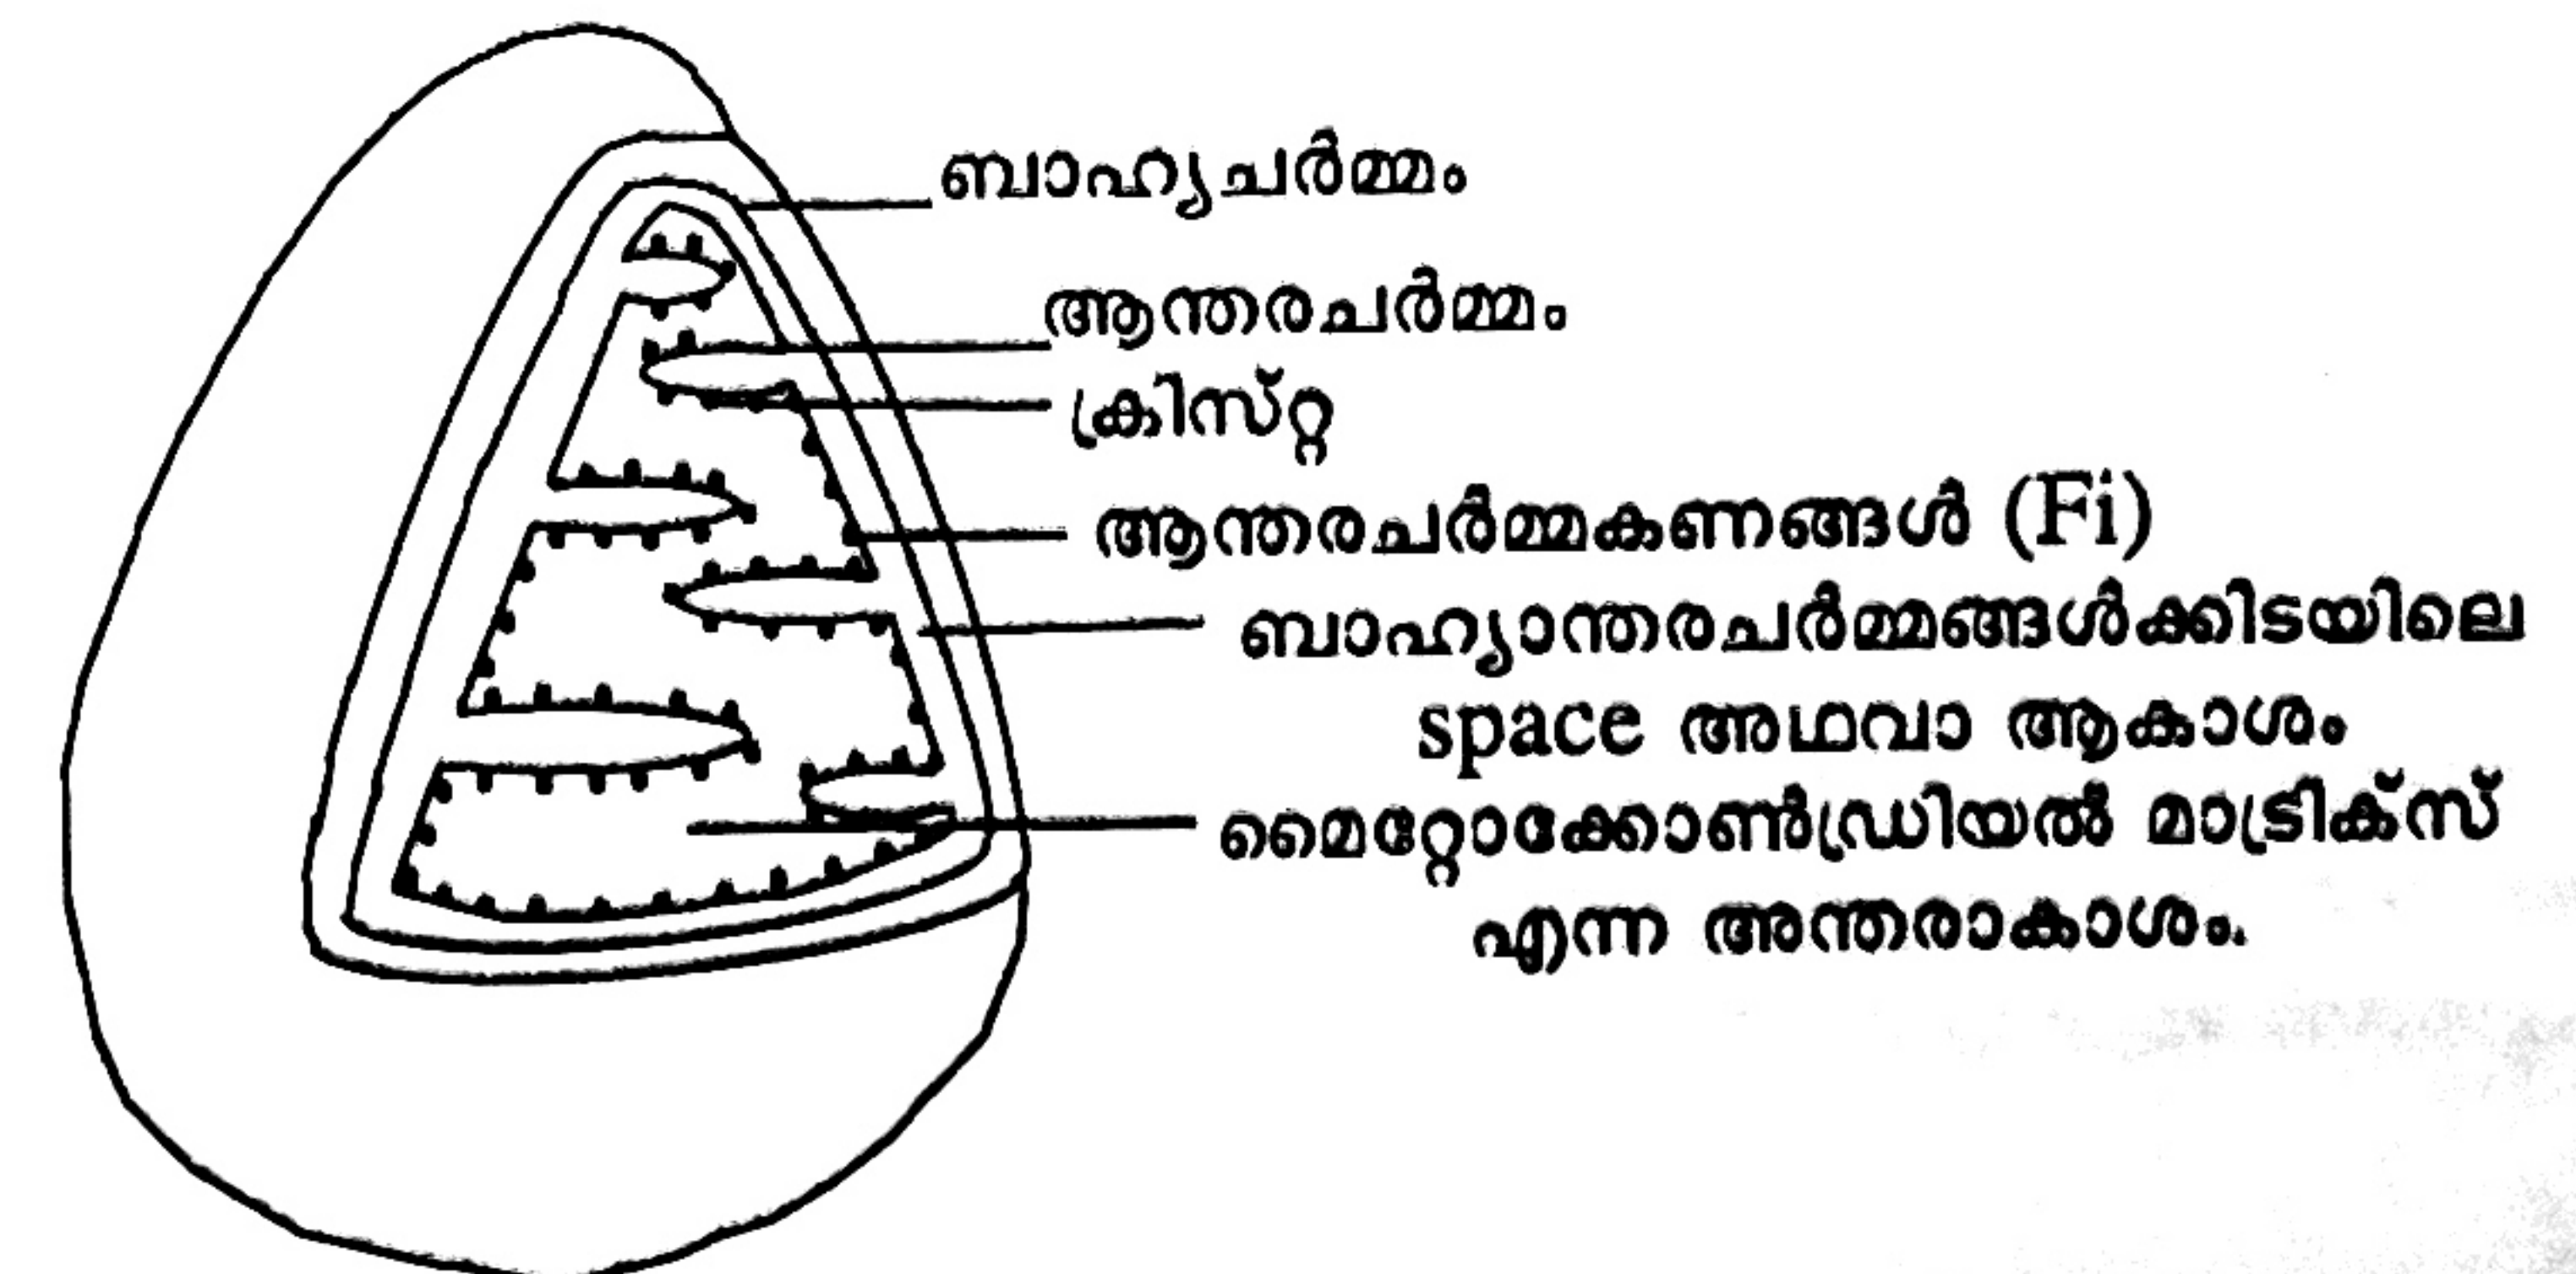 ബാഹ്യചർമ്മം
ആന്തരചർമ്മം
ക്രിസ്റ്റ
ആന്തരചർമ്മകണങ്ങൾ (Fi)
ബാഹ്യാന്തരചർമ്മങ്ങൾക്കിടയിലെ
space അഥവാ ആകാശം
മൈറ്റോക്കോൺഡ്രിയൽ മാട്രിക്സ്
എന്ന അന്തരാകാശം.